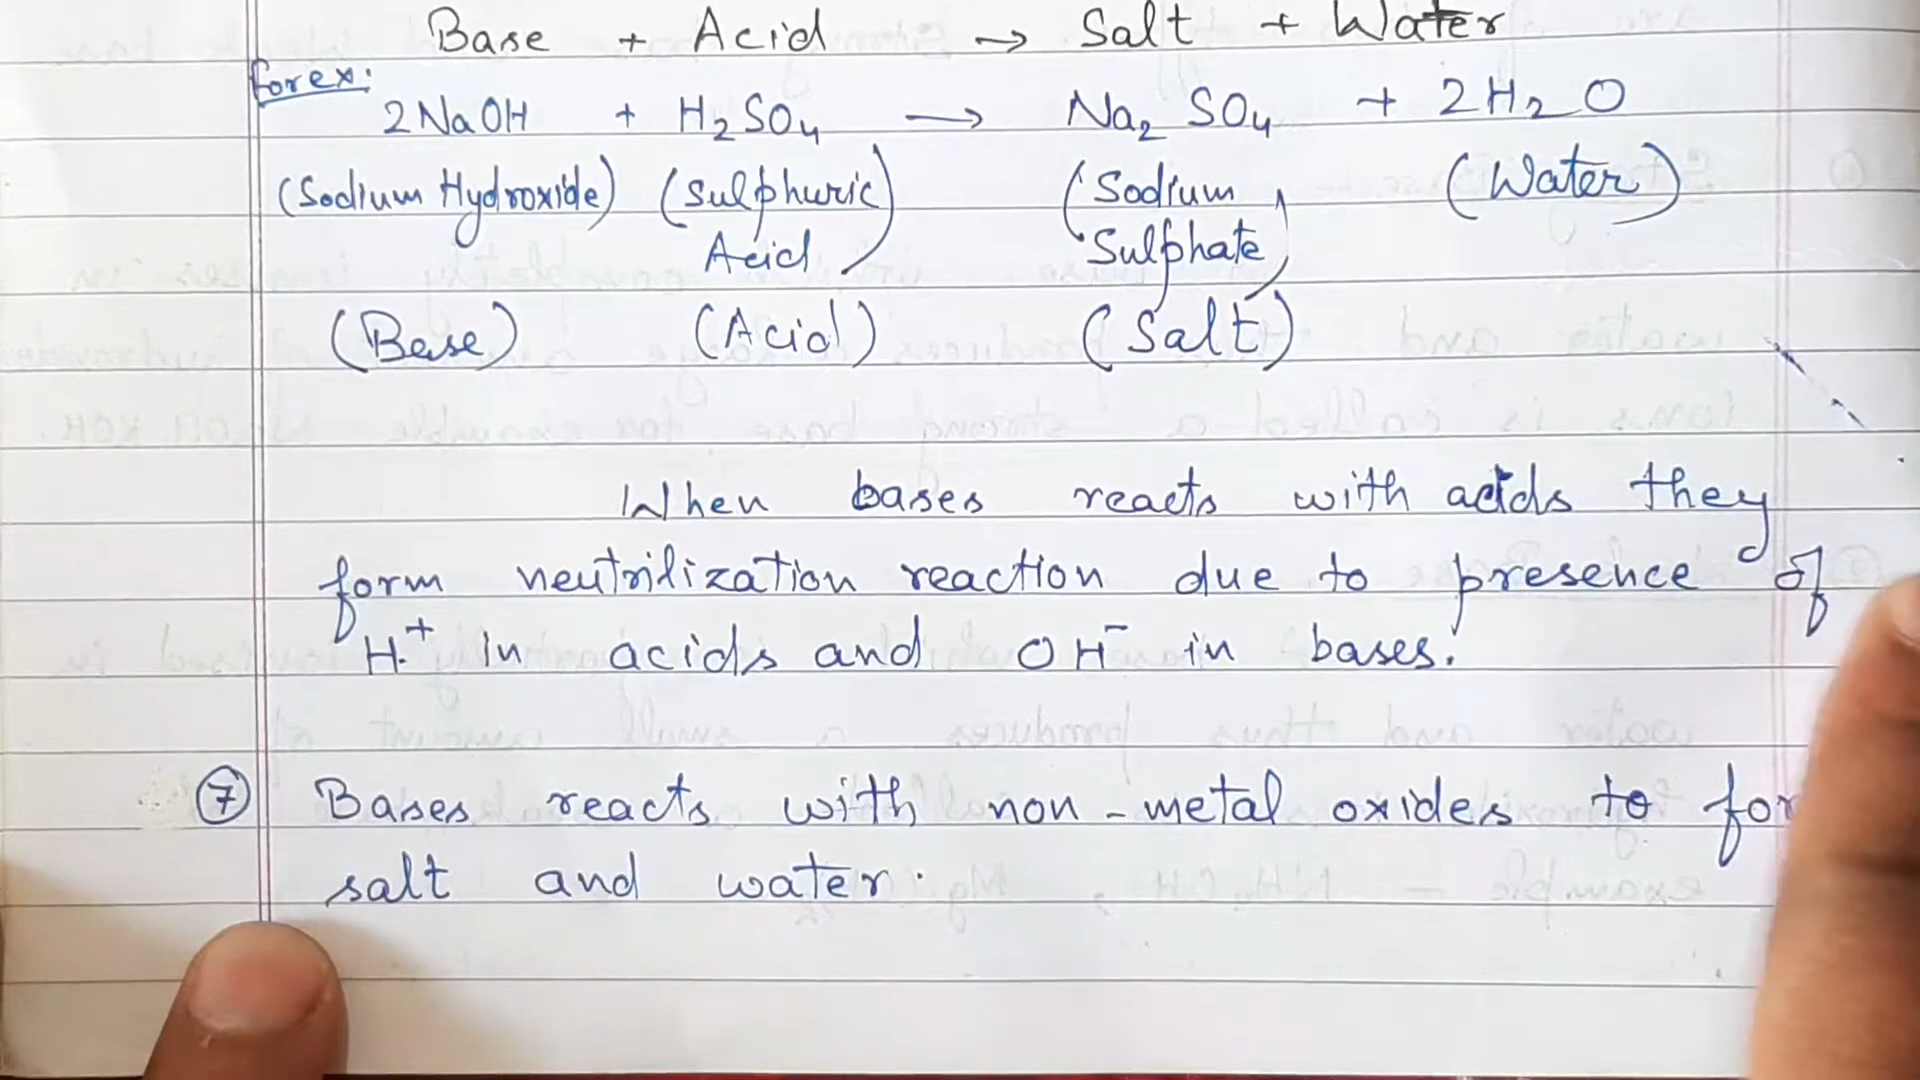 Base + Acid → Salt + Water
for ex:
2NaOH + H₂SO₄ → Na₂SO₄ + 2H₂O
(Sodium Hydroxide) (Sulphuric Acid) (Sodium Sulphate) (Water)
(Base) (Acid) (Salt)
When bases reacts with acids they
form neutrilization reaction due to presence of
H⁺ in acids and OH⁻ in bases.
⑦ Bases reacts with non-metal oxides to
salt and water.